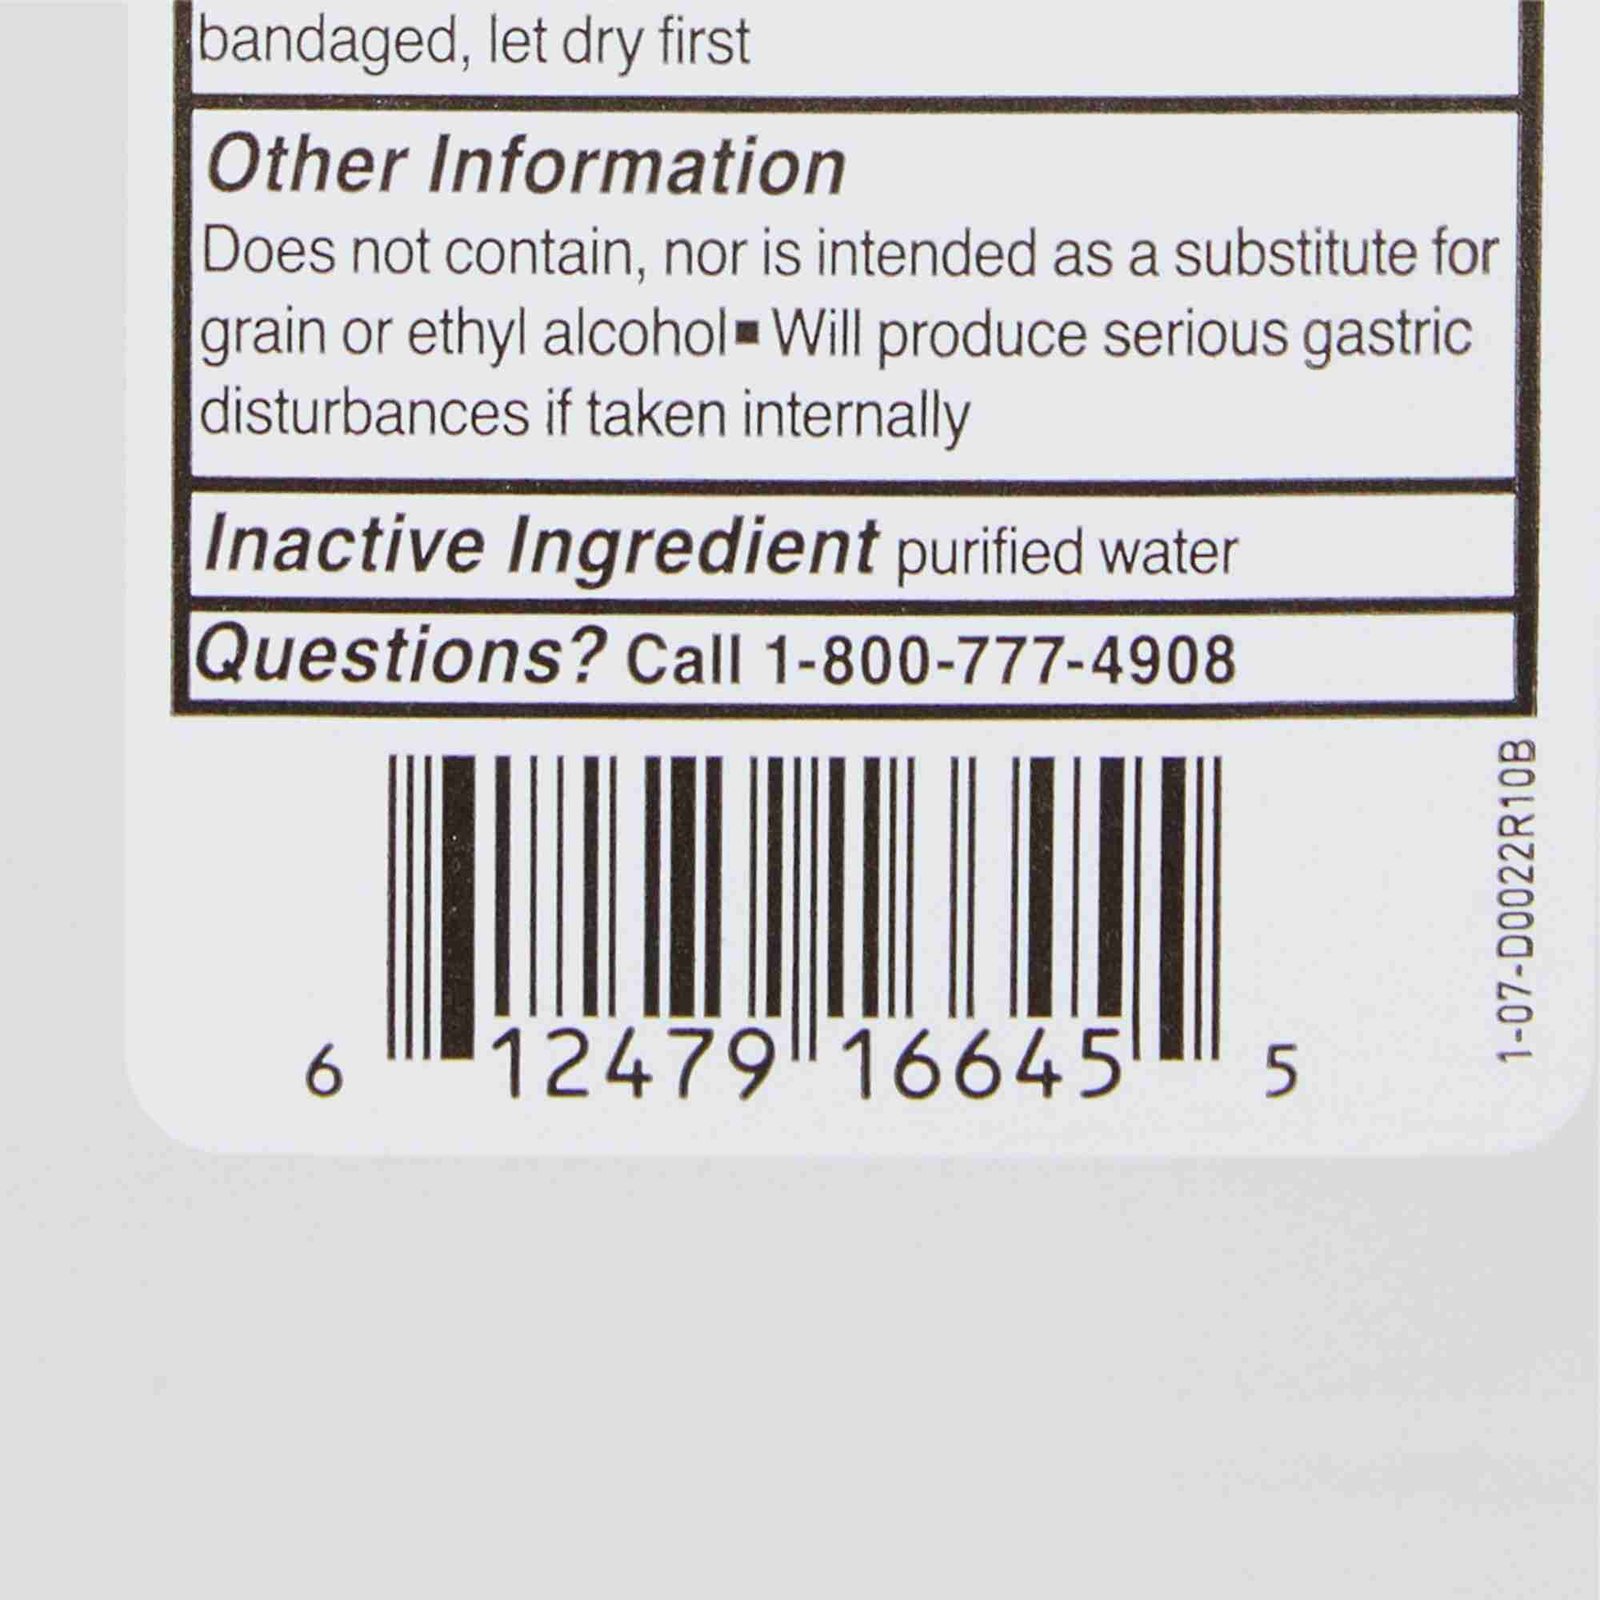 bandaged, let dry first
Other Information
Does not contain, nor is intended as a substitute for
grain or ethyl alcohol■ Will produce serious gastric
disturbances if taken internally
Inactive Ingredient purified water
Questions? Call 1-800-777-4908
6 12479 16645 5
1-07-D022R10B